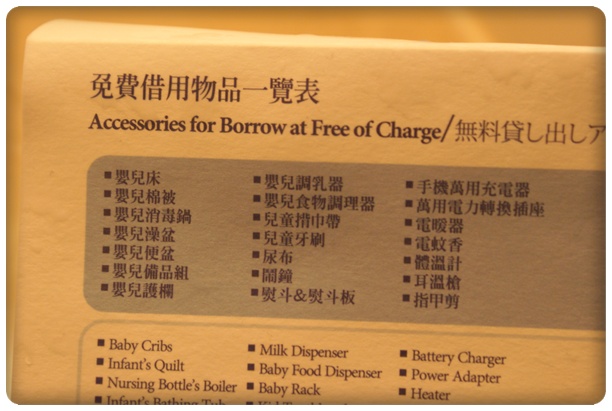 免費借用物品一覽表
Accessories for Borrow at Free of Charge/無料貸し出しア
■ 嬰兒床
■ 嬰兒棉被
■ 嬰兒消毒鍋
■ 嬰兒澡盆
■ 嬰兒便盆
■ 嬰兒備品組
■ 嬰兒護欄
■ 嬰兒調乳器
■ 嬰兒食物調理器
■ 兒童揹巾帶
■ 兒童牙刷
■ 尿布
■ 鬧鐘
■ 熨斗&熨斗板
■ 手機萬用充電器
■ 萬用電力轉換插座
■ 電暖器
■ 電蚊香
■ 體溫計
■ 耳溫槍
■ 指甲剪
■ Baby Cribs
■ Infant's Quilt
■ Nursing Bottle's Boiler
■ Infant's Bathing Tub
■ Milk Dispenser
■ Baby Food Dispenser
■ Baby Rack
■ Battery Charger
■ Power Adapter
■ Heater